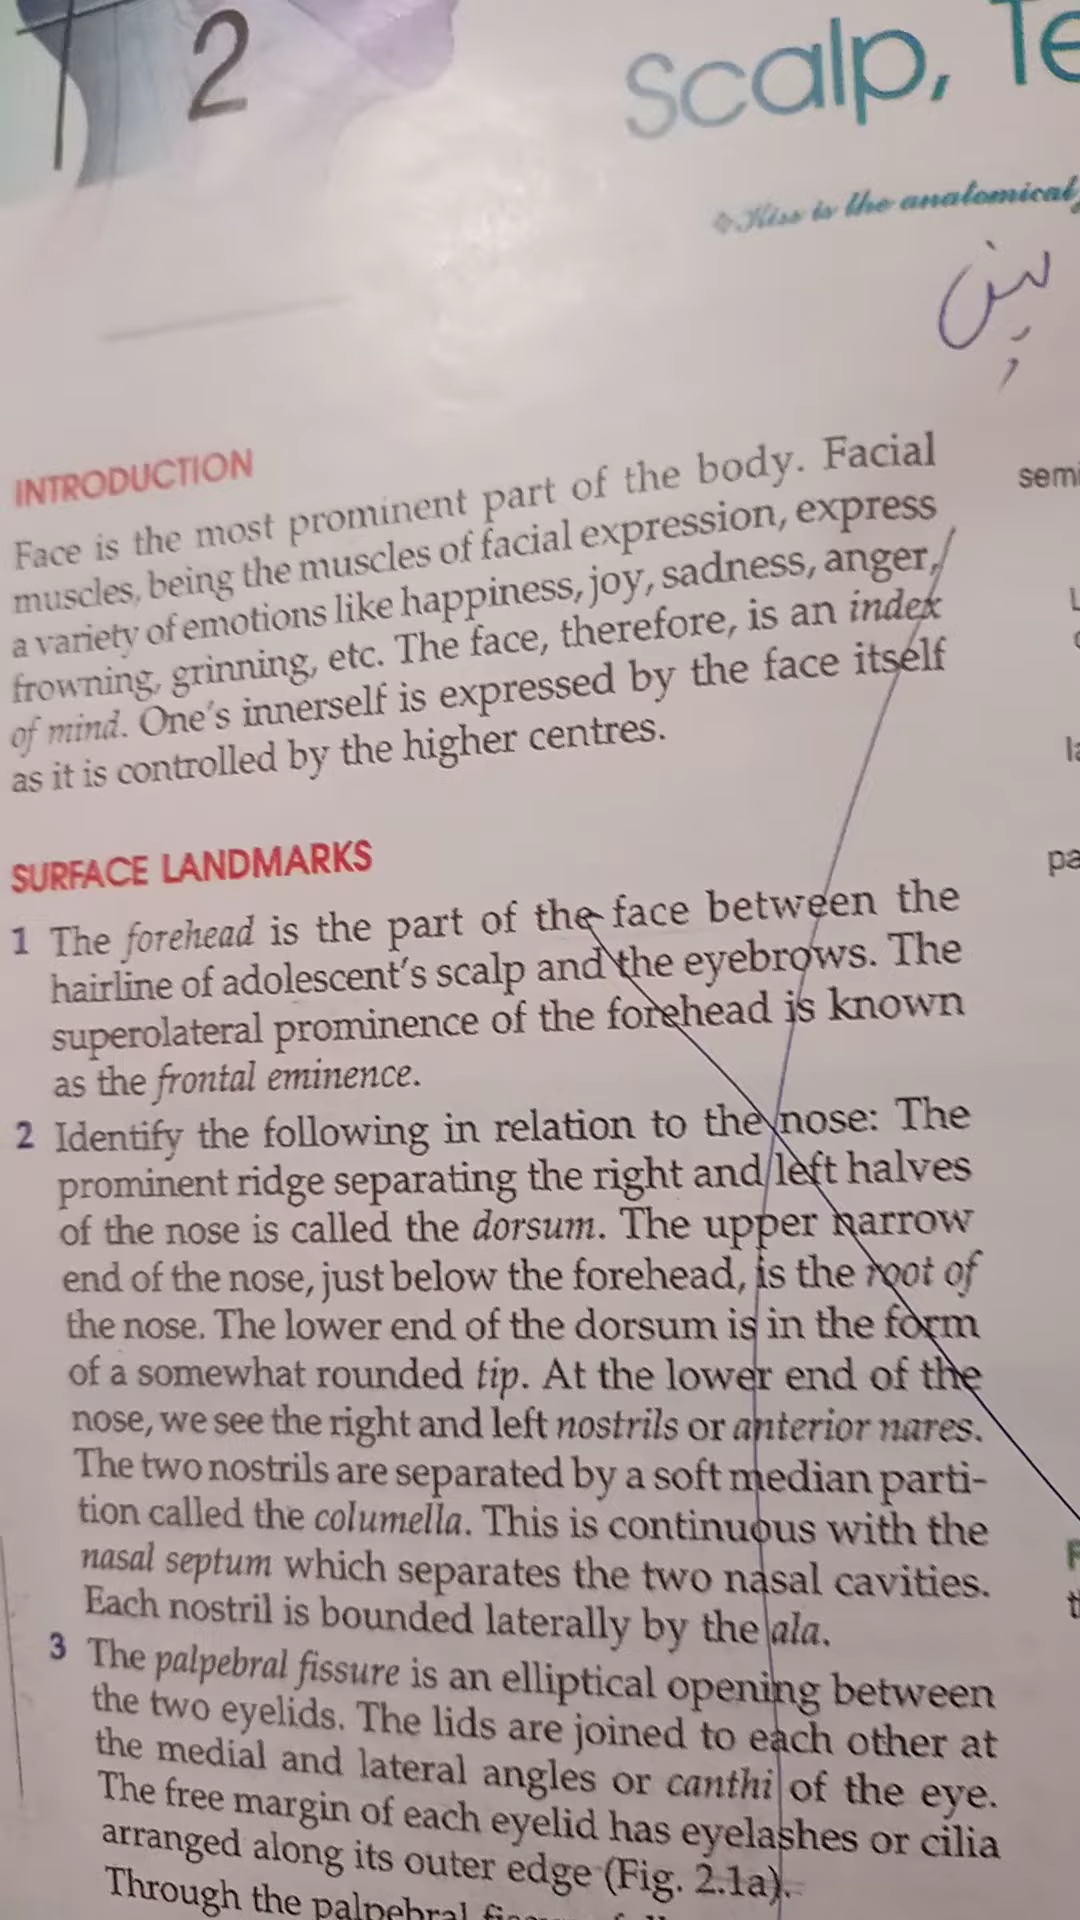 2
Scalp, Te
Kiss is the anatomical
INTRODUCTION
Face is the most prominent part of the body. Facial
muscles, being the muscles of facial expression, express
a variety of emotions like happiness, joy, sadness, anger,
frowning, grinning, etc. The face, therefore, is an index
of mind. One's innerself is expressed by the face itself
as it is controlled by the higher centres.
SURFACE LANDMARKS
1 The forehead is the part of the face between the
hairline of adolescent's scalp and the eyebrows. The
superolateral prominence of the forehead is known
as the frontal eminence.
2 Identify the following in relation to the nose: The
prominent ridge separating the right and left halves
of the nose is called the dorsum. The upper narrow
end of the nose, just below the forehead, is the root of
the nose. The lower end of the dorsum is in the form
of a somewhat rounded tip. At the lower end of the
nose, we see the right and left nostrils or anterior nares.
The two nostrils are separated by a soft median parti-
tion called the columella. This is continuous with the
nasal septum which separates the two nasal cavities.
Each nostril is bounded laterally by the ala.
3 The palpebral fissure is an elliptical opening between
the two eyelids. The lids are joined to each other at
the medial and lateral angles or canthi of the eye.
The free margin of each eyelid has eyelashes or cilia
arranged along its outer edge (Fig. 2.1a).
Through the palpebral
semi
la
pa